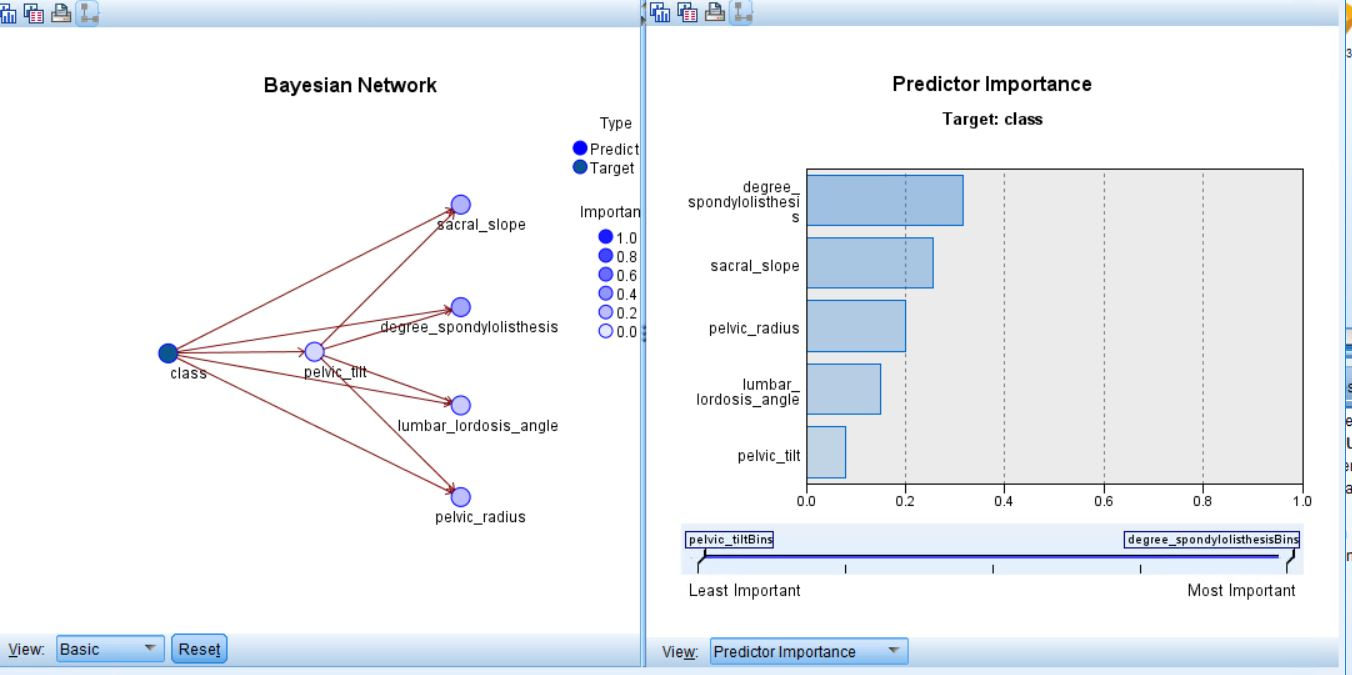 Bayesian Network
Type
Predict
Target
Importan
1.0
0.8
0.6
0.4
0.2
0.0
sacral_slope
degree_spondylolisthesis
class
pelvic_tilt
lumbar_lordosis_angle
pelvic_radius
View:
Basic
Reset
Predictor Importance
Target: class
degree_
spondylolisthesi
s
sacral_slope
pelvic_radius
lumbar_
lordosis_angle
pelvic_tilt
0.0 0.2 0.4 0.6 0.8 1.0
pelvic_tiltBins
degree_spondylolisthesisBins
Least Important
Most Important
View:
Predictor Importance